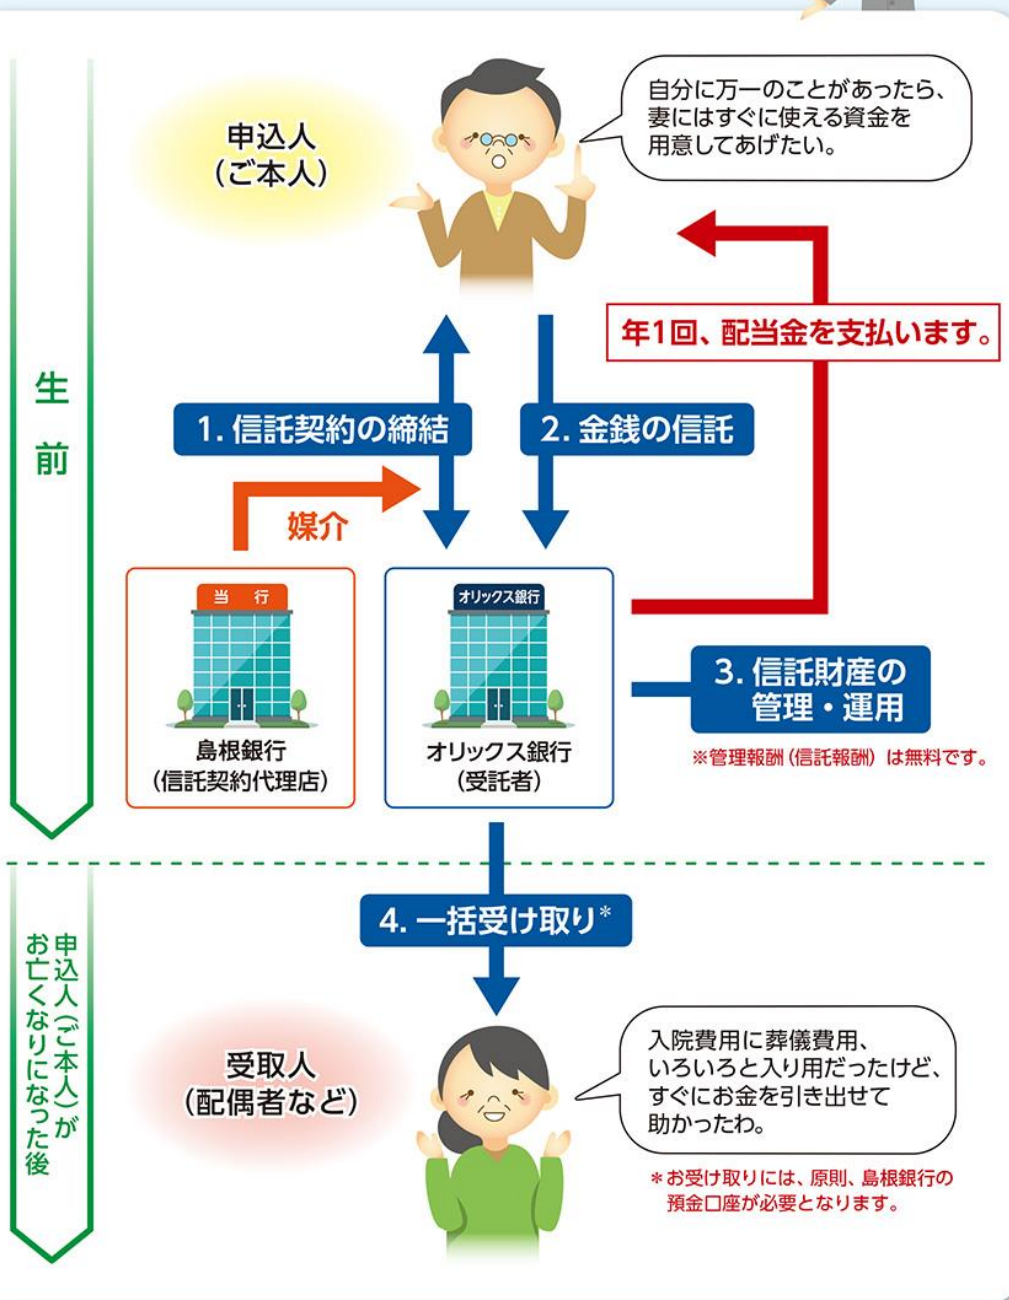 申込人
（ご本人）
自分に万一のことがあったら、
妻にはすぐに使える資金を
用意してあげたい。
年1回、配当金を支払います。
生前
1. 信託契約の締結
2. 金銭の信託
媒介
当行
オリックス銀行
島根銀行
（信託契約代理店）
オリックス銀行
（受託者）
3. 信託財産の
管理・運用
※管理報酬（信託報酬）は無料です。
4. 一括受け取り*
申込人（ご本人）が
お亡くなりになった後
受取人
（配偶者など）
入院費用に葬儀費用、
いろいろと入り用だったけど、
すぐにお金を引き出せて
助かったわ。
*お受け取りには、原則、島根銀行の
預金口座が必要となります。